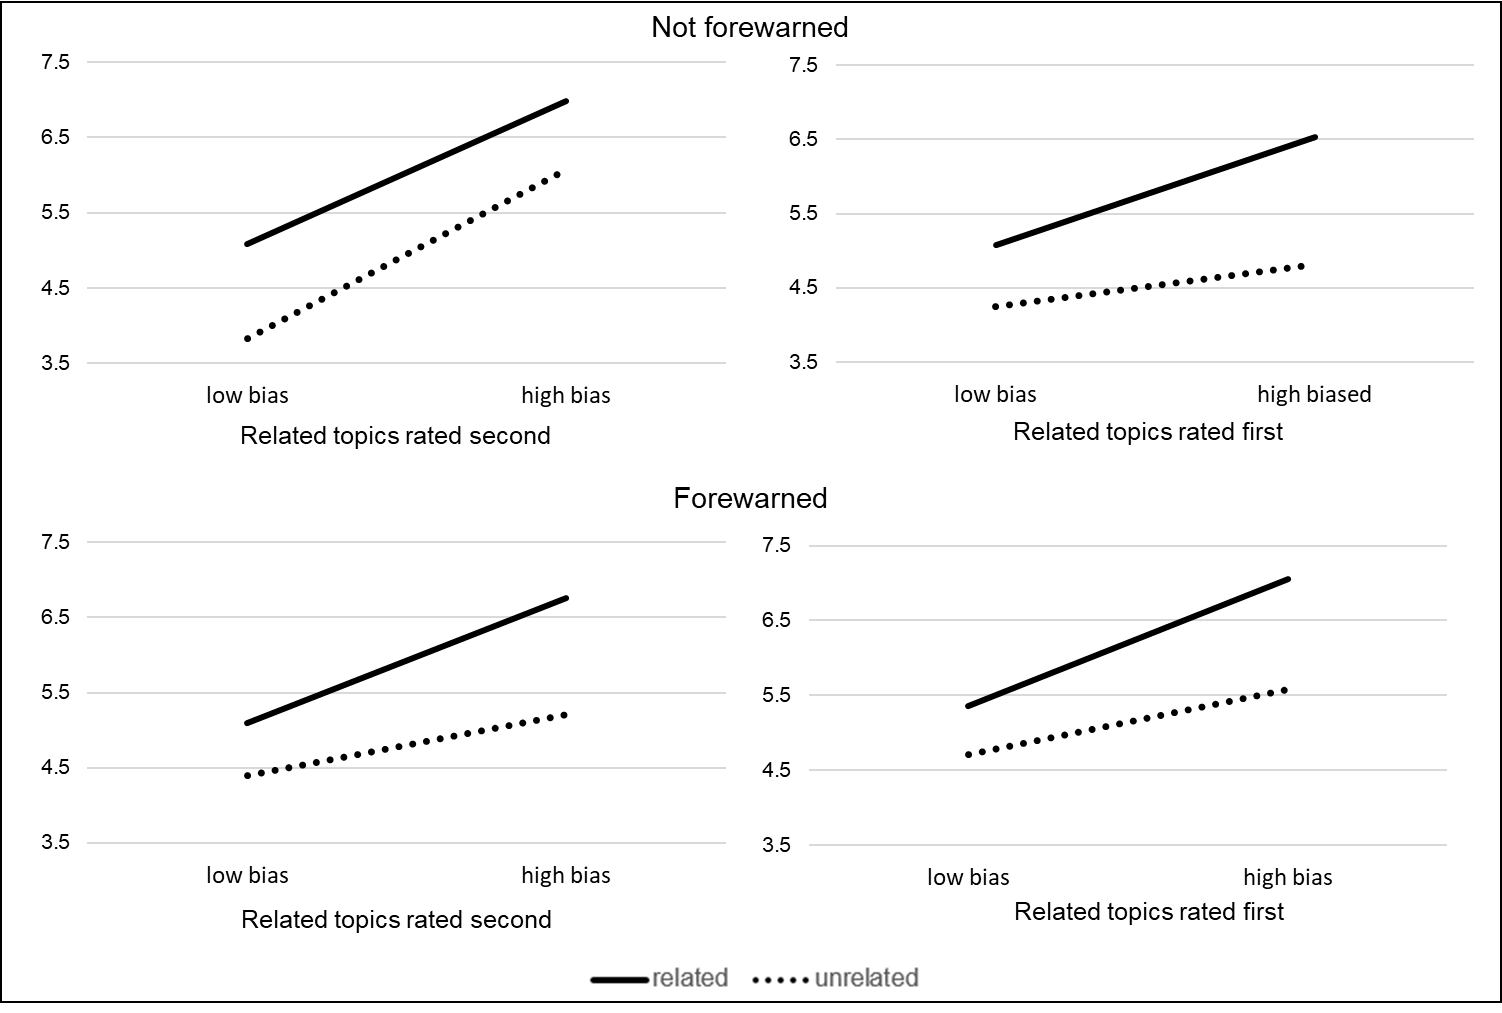 Not forewarned
7.5
6.5
5.5
4.5
3.5
low bias high bias
Related topics rated second
7.5
6.5
5.5
4.5
3.5
low bias high biased
Related topics rated first
Forewarned
7.5
6.5
5.5
4.5
3.5
low bias high bias
Related topics rated second
7.5
6.5
5.5
4.5
3.5
low bias high bias
Related topics rated first
related unrelated